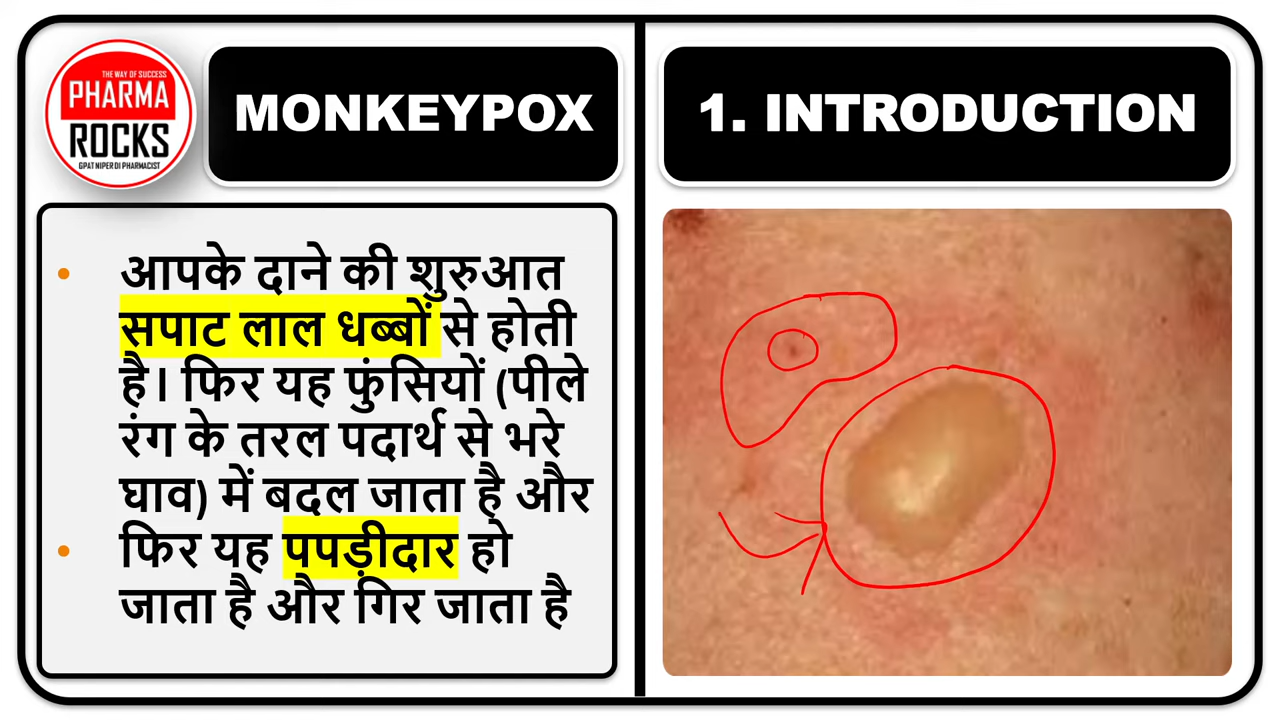 THE WAY OF SUCCESS
PHARMA
ROCKS
GPAT NIPER DI PHARMACIST
MONKEYPOX
1. INTRODUCTION
• आपके दाने की शुरुआत
सपाट लाल धब्बों से होती
है। फिर यह फुंसियों (पीले
रंग के तरल पदार्थ से भरे
घाव) में बदल जाता है और
• फिर यह पपड़ीदार हो
जाता है और गिर जाता है